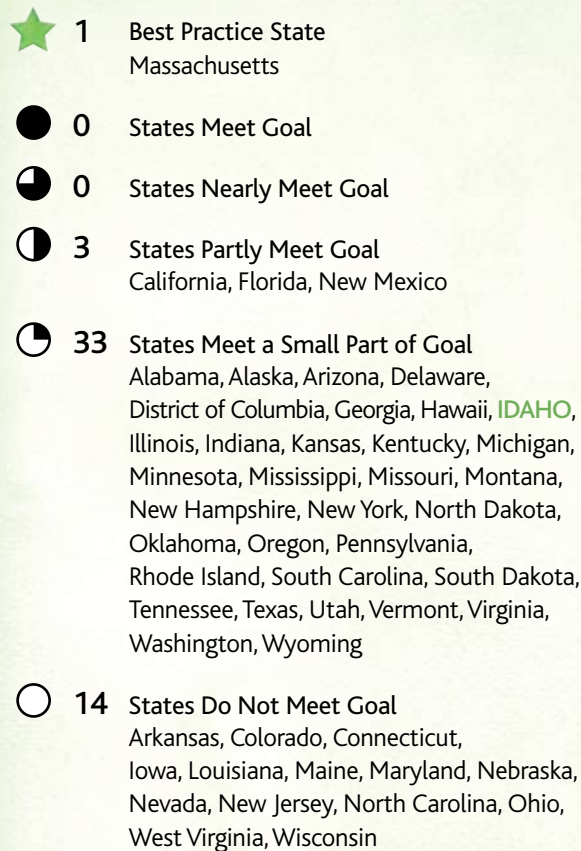 1 Best Practice State
Massachusetts
0 States Meet Goal
0 States Nearly Meet Goal
3 States Partly Meet Goal
California, Florida, New Mexico
33 States Meet a Small Part of Goal
Alabama, Alaska, Arizona, Delaware,
District of Columbia, Georgia, Hawaii, IDAHO,
Illinois, Indiana, Kansas, Kentucky, Michigan,
Minnesota, Mississippi, Missouri, Montana,
New Hampshire, New York, North Dakota,
Oklahoma, Oregon, Pennsylvania,
Rhode Island, South Carolina, South Dakota,
Tennessee, Texas, Utah, Vermont, Virginia,
Washington, Wyoming
14 States Do Not Meet Goal
Arkansas, Colorado, Connecticut,
Iowa, Louisiana, Maine, Maryland, Nebraska,
Nevada, New Jersey, North Carolina, Ohio,
West Virginia, Wisconsin